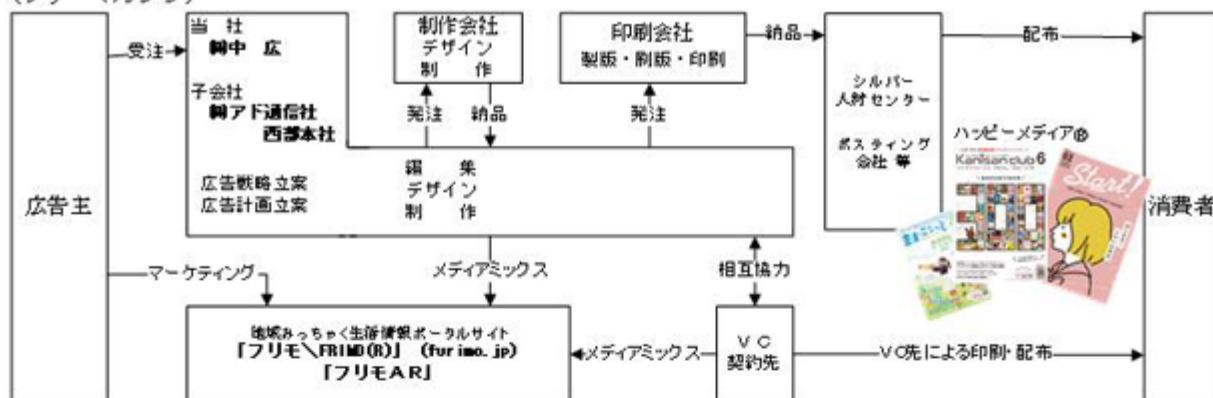 広告主
受注
当　社
㈱中　広
子会社
㈱アド通信社
西部本社
広告戦略立案
広告計画立案
編　集
デザイン
制　作
制作会社
デザイン
制　作
発注
納品
印刷会社
製版・刷版・印刷
発注
納品
シルバー
人財センター
ポスティング
会社 等
配布
ハッピーメディア®
Kanisan club 6
Start!
消費者
マーケティング
メディアミックス
相互協力
地域みっちゃく生活情報ポータルサイト
「フリモ\FRIMO(R)」 (furimo.jp)
「フリモAR」
メディアミックス
VC
契約先
VC先による印刷・配布